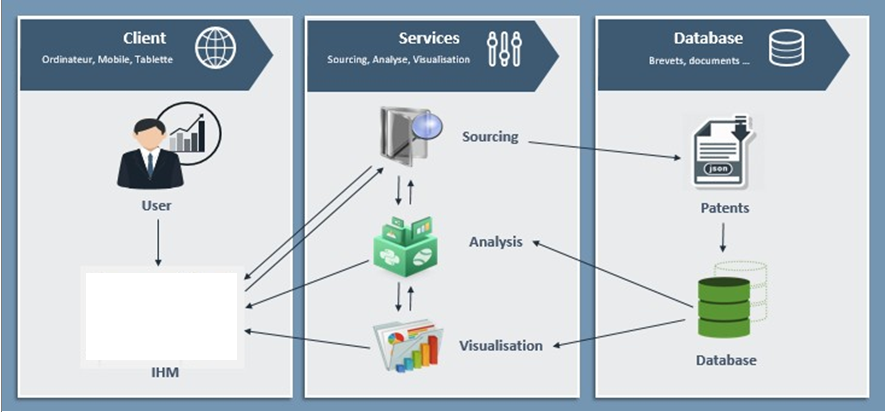 Client
Ordinateur, Mobile, Tablette
User
IHM
Services
Sourcing, Analyse, Visualisation
Sourcing
Analysis
Visualisation
Database
Brevets, documents ...
json
Patents
Database